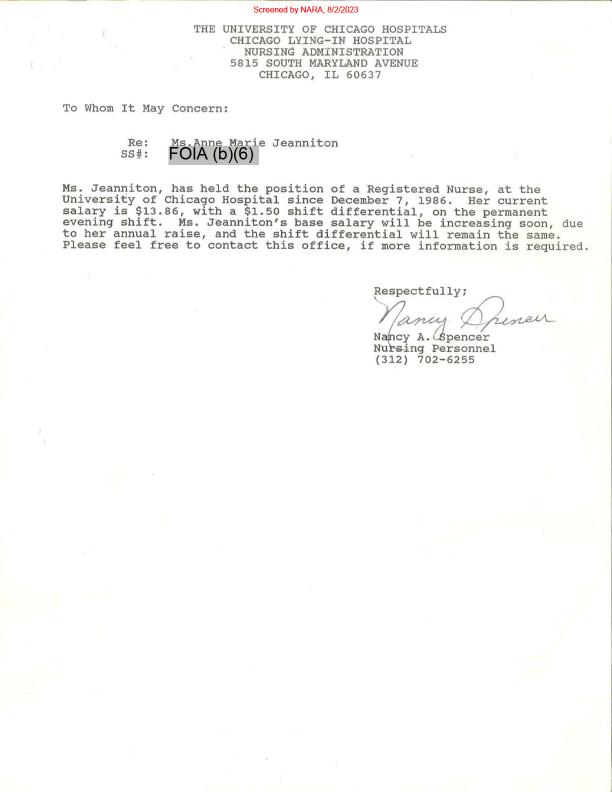 Screened by NARA, 8/2/2023
THE UNIVERSITY OF CHICAGO HOSPITALS
CHICAGO LYING-IN HOSPITAL
NURSING ADMINISTRATION
5815 SOUTH MARYLAND AVENUE
CHICAGO, IL 60637
To Whom It May Concern:
Re: Ms.Anne Marie Jeanniton
SS#: FOIA (b)(6)
Ms. Jeanniton, has held the position of a Registered Nurse, at the
University of Chicago Hospital since December 7, 1986. Her current
salary is $13.86, with a $1.50 shift differential, on the permanent
evening shift. Ms. Jeanniton's base salary will be increasing soon, due
to her annual raise, and the shift differential will remain the same.
Please feel free to contact this office, if more information is required.
Respectfully;
Nancy Spencer
Nancy A. Spencer
Nursing Personnel
(312) 702-6255